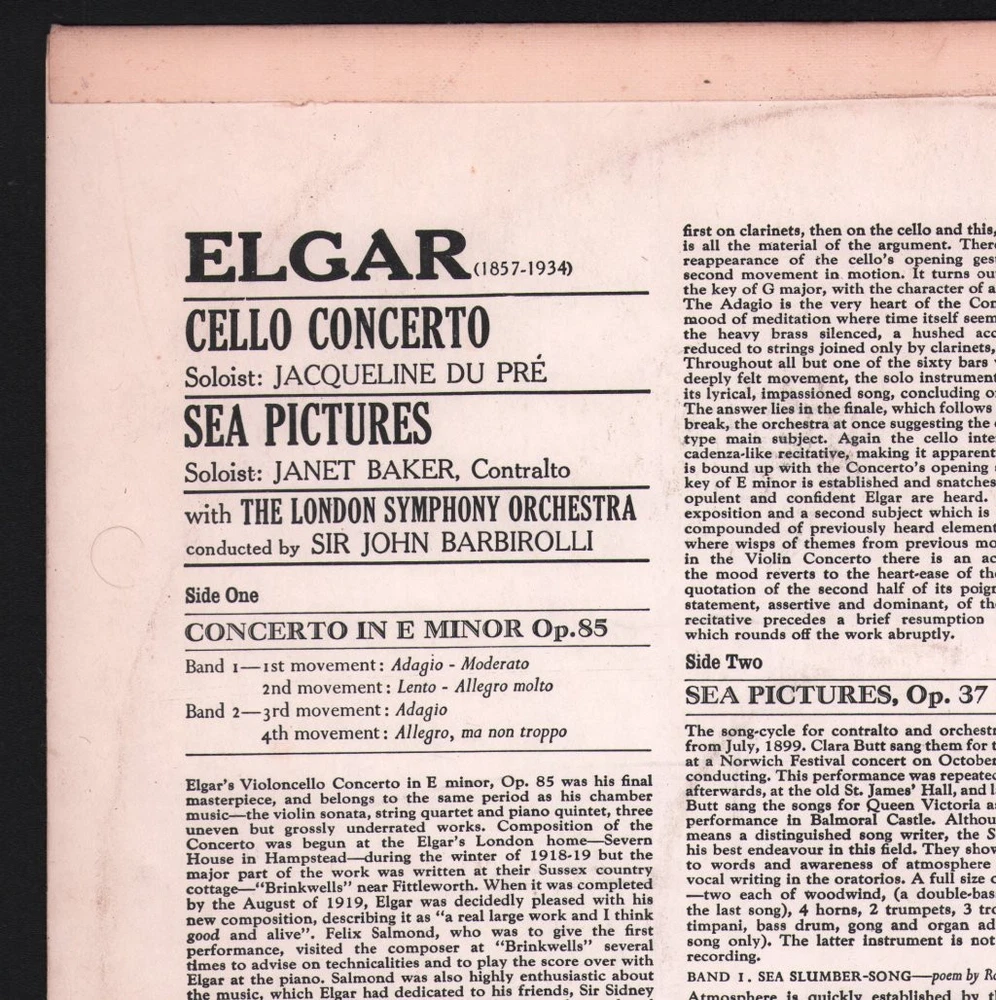 ELGAR (1857-1934)
CELLO CONCERTO
Soloist: JACQUELINE DU PRÉ
SEA PICTURES
Soloist: JANET BAKER, Contralto
with THE LONDON SYMPHONY ORCHESTRA
conducted by SIR JOHN BARBIROLLI
Side One
CONCERTO IN E MINOR Op.85
Band 1—1st movement: Adagio - Moderato
2nd movement: Lento - Allegro molto
Band 2—3rd movement: Adagio
4th movement: Allegro, ma non troppo
Elgar's Violoncello Concerto in E minor, Op. 85 was his final
masterpiece, and belongs to the same period as his chamber
music—the violin sonata, string quartet and piano quintet, three
uneven but grossly underrated works. Composition of the
Concerto was begun at the Elgar's London home—Severn
House in Hampstead—during the winter of 1918-19 but the
major part of the work was written at their Sussex country
cottage—"Brinkwells" near Fittleworth. When it was completed
by the August of 1919, Elgar was decidedly pleased with his
new composition, describing it as "a real large work and I think
good and alive". Felix Salmond, who was to give the first
performance, visited the composer at "Brinkwells" several
times to advise on technicalities and to play the score over with
Elgar at the piano. Salmond was also highly enthusiastic about
the music, which Elgar had dedicated to his friends, Sir Sidney
first on clarinets, then on the cello and this,
is all the material of the argument.
reappearance of the cello's opening
second movement in motion. It turns
the key of G major, with the character of
The Adagio is the very heart of the
mood of meditation where time itself
the heavy brass silenced, a hushed
reduced to strings joined only by clarinets,
Throughout all but one of the sixty bars
deeply felt movement, the solo
its lyrical, impassioned song, concluding
The answer lies in the finale, which follows
break, the orchestra at once suggesting the
type main subject. Again the cello
cadenza-like recitative, making it
is bound up with the Concerto's opening
key of E minor is established and
opulent and confident Elgar are heard.
exposition and a second subject which is
compounded of previously heard
where wisps of themes from previous
in the Violin Concerto there is an
the mood reverts to the heart-ease of
quotation of the second half of its
statement, assertive and dominant, of
recitative precedes a brief resumption
which rounds off the work abruptly.
Side Two
SEA PICTURES, Op. 37
The song-cycle for contralto and
from July, 1899. Clara Butt sang them for
at a Norwich Festival concert on October
conducting. This performance was
afterwards, at the old St. James' Hall, and
Butt sang the songs for Queen Victoria
performance in Balmoral Castle.
means a distinguished song writer, the
his best endeavour in this field. They
to words and awareness of atmosphere
vocal writing in the oratorios. A full size
—two each of woodwind, (a
the last song), 4 horns, 2 trumpets, 3
timpani, bass drum, gong and organ
song only). The latter instrument is not
recording.
BAND 1. SEA SLUMBER-SONG—poem by
Atmosphere is quickly established by